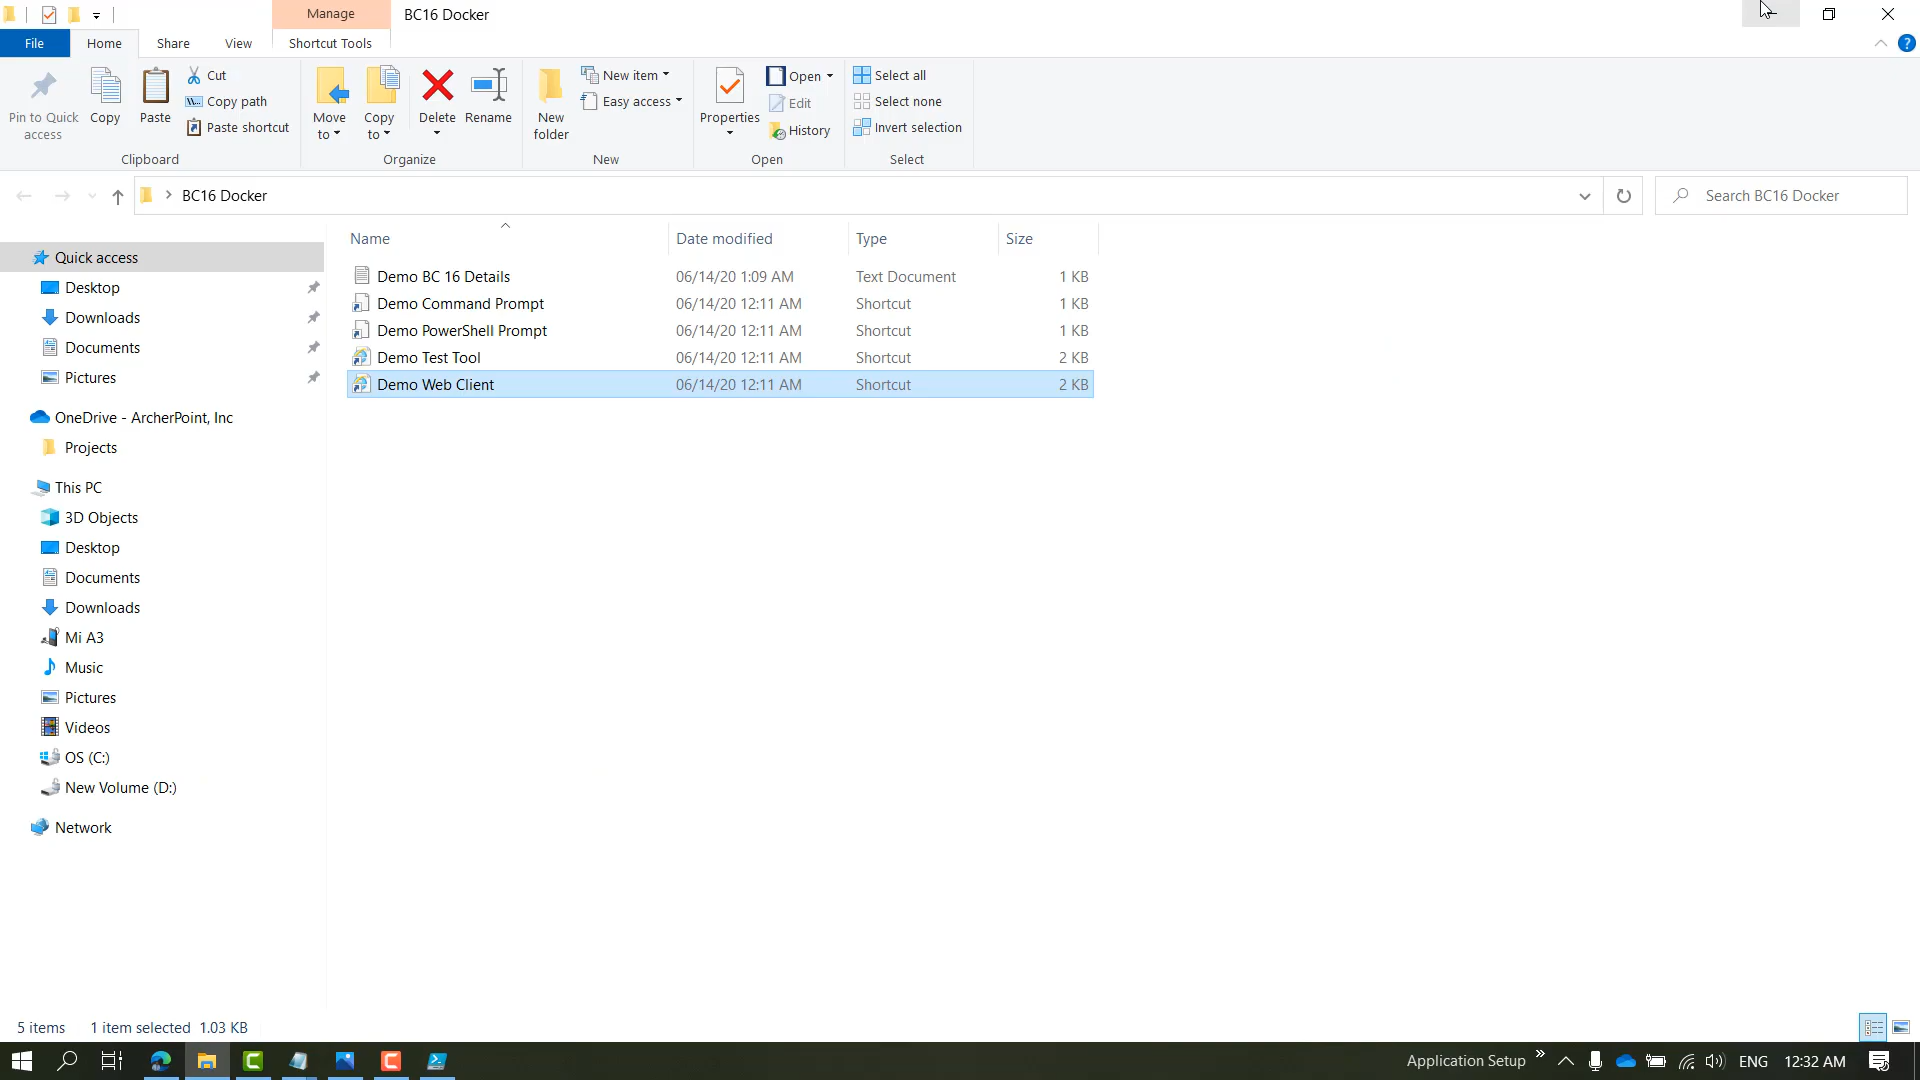 Manage
BC16 Docker
File
Home
Share
View
Shortcut Tools
Pin to Quick access
Copy
Paste
Cut
Copy path
Paste shortcut
Clipboard
Move to
Copy to
Delete
Rename
Organize
New folder
New item
Easy access
New
Properties
Open
Edit
History
Open
Select all
Select none
Invert selection
Select
BC16 Docker
Search BC16 Docker
Name
Date modified
Type
Size
Demo BC 16 Details 06/14/20 1:09 AM Text Document 1 KB
Demo Command Prompt 06/14/20 12:11 AM Shortcut 1 KB
Demo PowerShell Prompt 06/14/20 12:11 AM Shortcut 1 KB
Demo Test Tool 06/14/20 12:11 AM Shortcut 2 KB
Demo Web Client 06/14/20 12:11 AM Shortcut 2 KB
Quick access
Desktop
Downloads
Documents
Pictures
OneDrive - ArcherPoint, Inc
Projects
This PC
3D Objects
Desktop
Documents
Downloads
Mi A3
Music
Pictures
Videos
OS (C:)
New Volume (D:)
Network
5 items 1 item selected 1.03 KB
Application Setup
ENG
12:32 AM